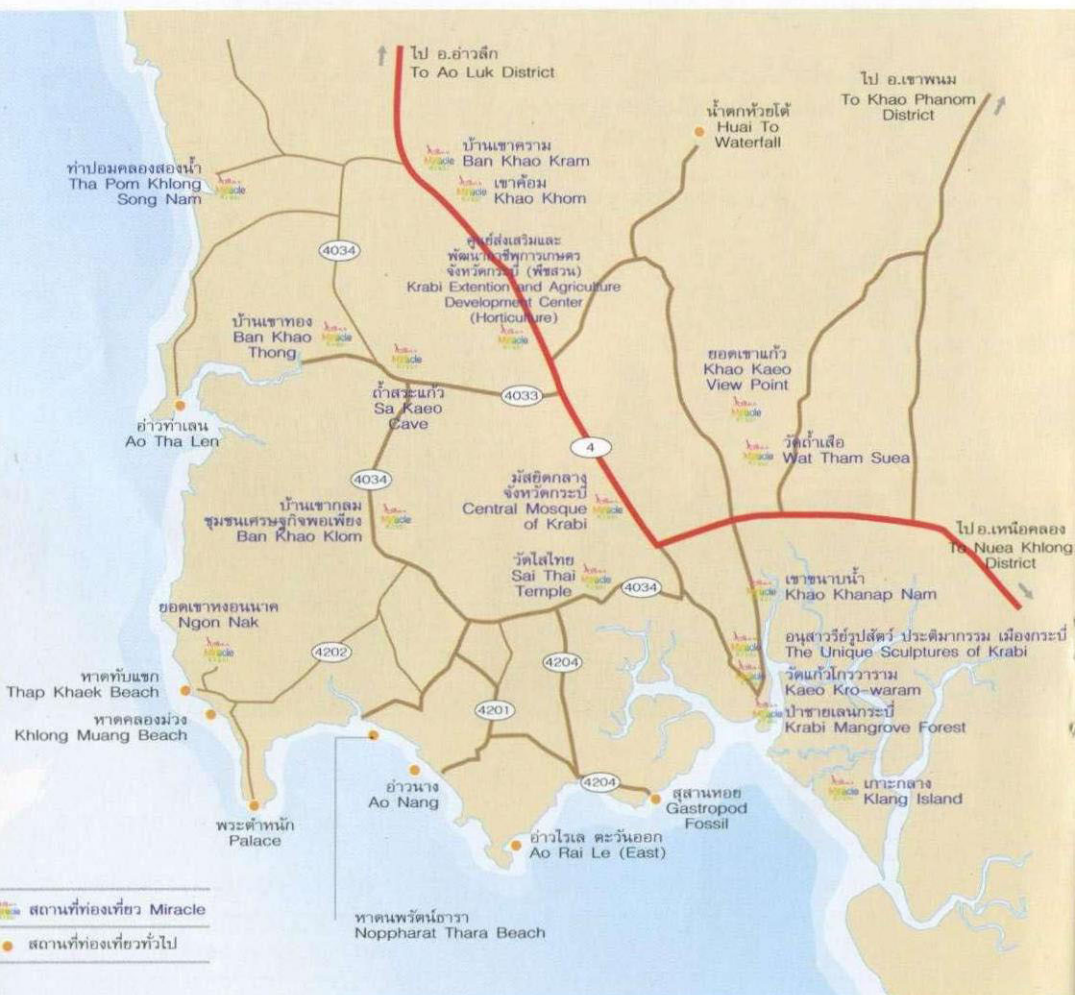 ไป อ.อ่าวลึก
To Ao Luk District
ไป อ.เขาพนม
To Khao Phanom
District
น้ำตกห้วยโต้
Huai To
Waterfall
บ้านเขาคราม
Ban Khao Kram
Miracle
เขาค้อม
Khao Khom
Miracle
ท่าปอมคลองสองน้ำ
Tha Pom Khlong
Song Nam
Miracle
4034
ศูนย์ส่งเสริมและ
พัฒนาอาชีพการเกษตร
จังหวัดกระบี่ (พืชสวน)
Krabi Extention and Agriculture
Development Center
(Horticulture)
Miracle
บ้านเขาทอง
Ban Khao
Thong
Miracle
Miracle
ถ้ำสระแก้ว
Sa Kaeo
Cave
4033
ยอดเขาแก้ว
Khao Kaeo
View Point
Miracle
อ่าวท่าเลน
Ao Tha Len
4
วัดถ้ำเสือ
Wat Tham Suea
Miracle
4034
มัสยิดกลาง
จังหวัดกระบี่
Central Mosque
of Krabi
Miracle
บ้านเขากลม
ชุมชนเศรษฐกิจพอเพียง
Ban Khao Klom
Miracle
ไป อ.เหนือคลอง
To Nuea Khlong
District
วัดไสไทย
Sai Thai
Temple
Miracle
4034
เขาขนาบน้ำ
Khao Khanap Nam
Miracle
ยอดเขาหงอนนาค
Ngon Nak
Miracle
อนุสาวรีย์รูปสัตว์ ประติมากรรม เมืองกระบี่
The Unique Sculptures of Krabi
Miracle
4202
4204
วัดแก้วโกรวาราม
Kaeo Kro-waram
Miracle
หาดทับแขก
Thap Khaek Beach
หาดคลองม่วง
Khlong Muang Beach
4201
ป่าชายเลนกระบี่
Krabi Mangrove Forest
Miracle
อ่าวนาง
Ao Nang
4204
สุสานหอย
Gastropod
Fossil
เกาะกลาง
Klang Island
Miracle
พระตำหนัก
Palace
อ่าวไรเล ตะวันออก
Ao Rai Le (East)
หาดนพรัตน์ธารา
Noppharat Thara Beach
สถานที่ท่องเที่ยว Miracle
สถานที่ท่องเที่ยวทั่วไป